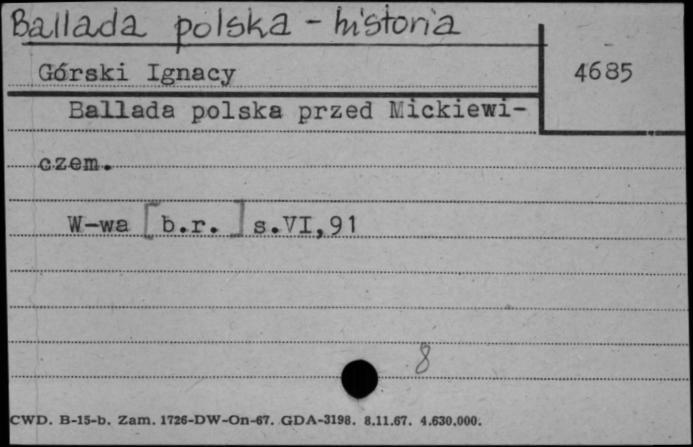 Ballada polska - historia
Górski Ignacy
4685
Ballada polska przed Mickiewi-
czem.
W-wa [b.r.] s.VI,91
8
CWD. B-15-b. Zam. 1726-DW-On-67. GDA-3198. 8.11.67. 4.630.000.